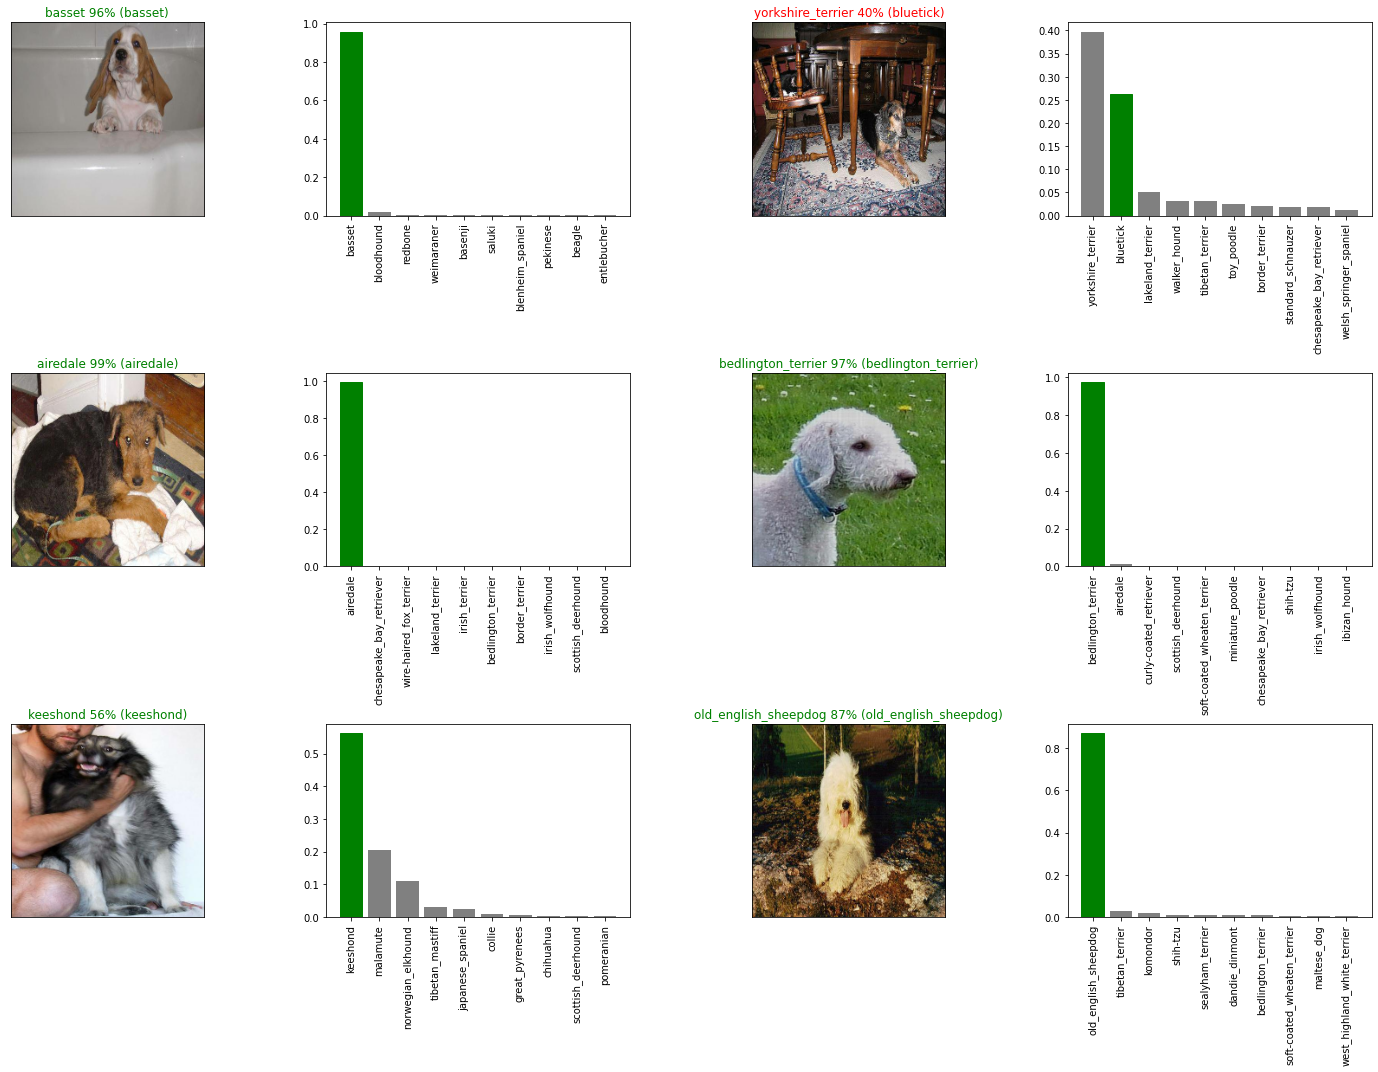 basset 96% (basset)
1.0
0.8
0.6
0.4
0.2
0.0
basset
bloodhound
redbone
weimaraner
basenji
saluki
blenheim_spaniel
pekinese
beagle
entlebucher
yorkshire_terrier 40% (bluetick)
0.40
0.35
0.30
0.25
0.20
0.15
0.10
0.05
0.00
yorkshire_terrier
bluetick
lakeland_terrier
walker_hound
tibetan_terrier
toy_poodle
border_terrier
standard_schnauzer
chesapeake_bay_retriever
welsh_springer_spaniel
airedale 99% (airedale)
1.0
0.8
0.6
0.4
0.2
0.0
airedale
chesapeake_bay_retriever
wire-haired_fox_terrier
lakeland_terrier
irish_terrier
bedlington_terrier
border_terrier
irish_wolfhound
scottish_deerhound
bloodhound
bedlington_terrier 97% (bedlington_terrier)
1.0
0.8
0.6
0.4
0.2
0.0
bedlington_terrier
airedale
curly-coated_retriever
scottish_deerhound
soft-coated_wheaten_terrier
miniature_poodle
chesapeake_bay_retriever
shih-tzu
irish_wolfhound
ibizan_hound
keeshond 56% (keeshond)
0.5
0.4
0.3
0.2
0.1
0.0
keeshond
malamute
norwegian_elkhound
tibetan_mastiff
japanese_spaniel
collie
great_pyrenees
chihuahua
scottish_deerhound
pomeranian
old_english_sheepdog 87% (old_english_sheepdog)
0.8
0.6
0.4
0.2
0.0
old_english_sheepdog
tibetan_terrier
komondor
shih-tzu
sealyham_terrier
dandie_dinmont
bedlington_terrier
soft-coated_wheaten_terrier
maltese_dog
west_highland_white_terrier